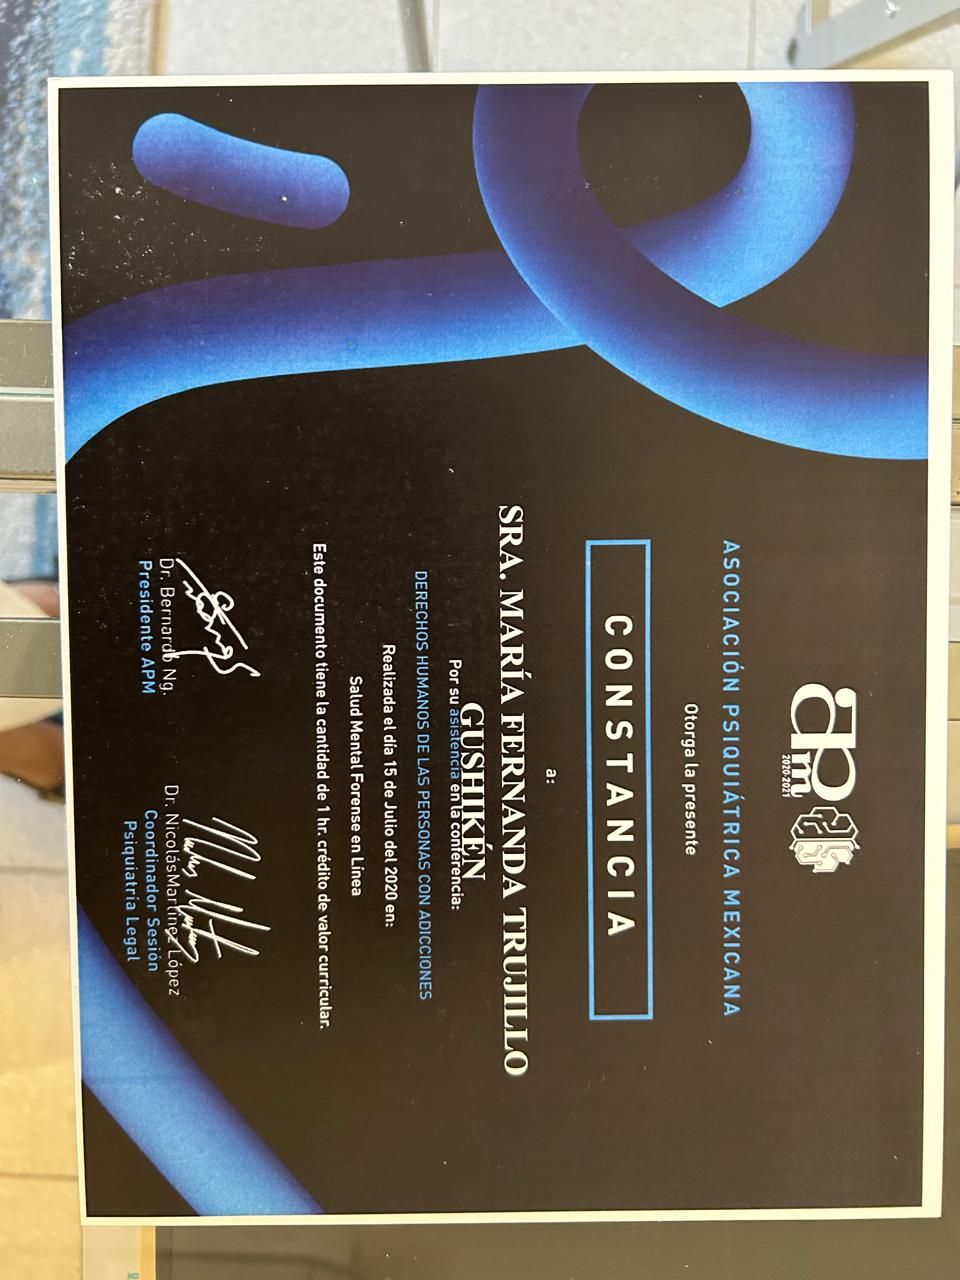 apm
2020-2021
ASOCIACIÓN PSIQUIÁTRICA MEXICANA
Otorga la presente
CONSTANCIA
a:
SRA. MARÍA FERNANDA TRUJILLO
GUSHIKÉN
Por su asistencia en la conferencia:
DERECHOS HUMANOS DE LAS PERSONAS CON ADICCIONES
Realizada el día 15 de Julio del 2020 en:
Salud Mental Forense en Línea
Este documento tiene la cantidad de 1 hr. crédito de valor curricular.
Dr. Bernardo Ng.
Presidente APM
Dr. Nicolás Martínez López
Coordinador Sesión
Psiquiatría Legal